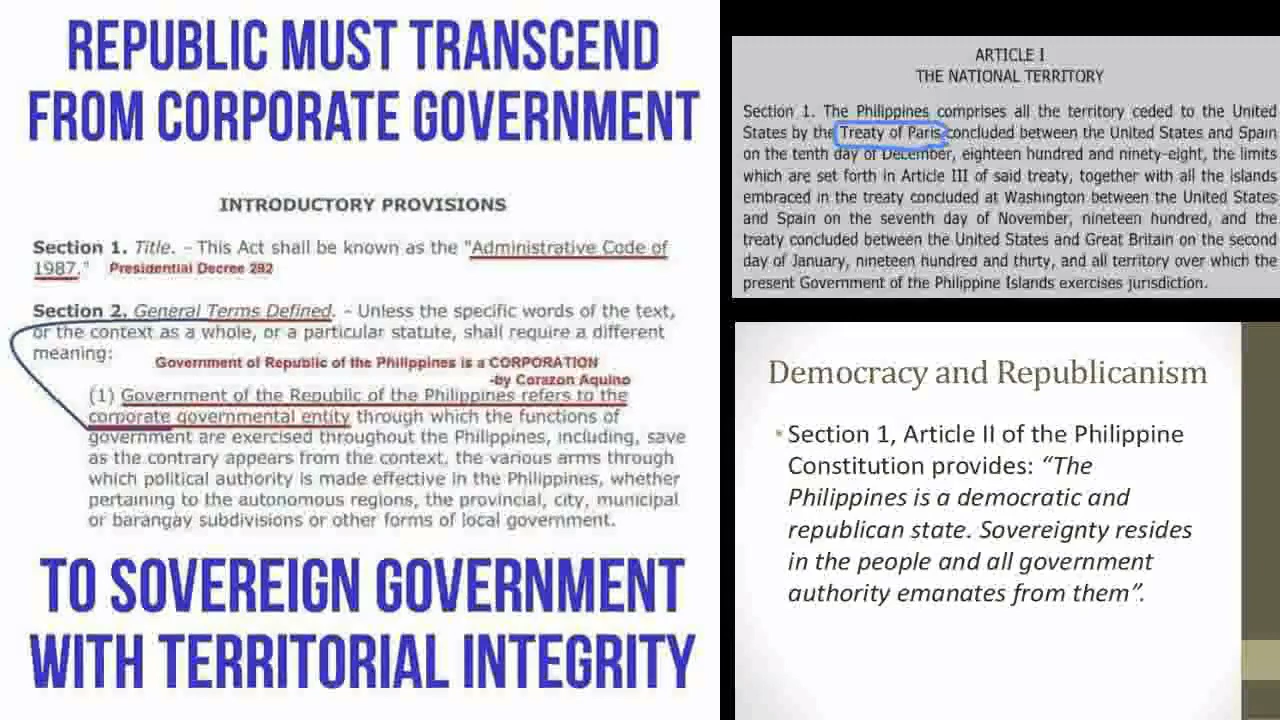 REPUBLIC MUST TRANSCEND
FROM CORPORATE GOVERNMENT
INTRODUCTORY PROVISIONS
Section 1. Title. - This Act shall be known as the "Administrative Code of
1987." Presidential Decree 292
Section 2. General Terms Defined. - Unless the specific words of the text,
or the context as a whole, or a particular statute, shall require a different
meaning:
Government of Republic of the Philippines is a CORPORATION
-by Corazon Aquino
(1) Government of the Republic of the Philippines refers to the
corporate governmental entity through which the functions of
government are exercised throughout the Philippines, including, save
as the contrary appears from the context, the various arms through
which political authority is made effective in the Philippines, whether
pertaining to the autonomous regions, the provincial, city, municipal
or barangay subdivisions or other forms of local government.
TO SOVEREIGN GOVERNMENT
WITH TERRITORIAL INTEGRITY
ARTICLE I
THE NATIONAL TERRITORY
Section 1. The Philippines comprises all the territory ceded to the United
States by the Treaty of Paris concluded between the United States and Spain
on the tenth day of December, eighteen hundred and ninety-eight, the limits
which are set forth in Article III of said treaty, together with all the islands
embraced in the treaty concluded at Washington between the United States
and Spain on the seventh day of November, nineteen hundred, and the
treaty concluded between the United States and Great Britain on the second
day of January, nineteen hundred and thirty, and all territory over which the
present Government of the Philippine Islands exercises jurisdiction.
Democracy and Republicanism
• Section 1, Article II of the Philippine
Constitution provides: “The
Philippines is a democratic and
republican state. Sovereignty resides
in the people and all government
authority emanates from them”.